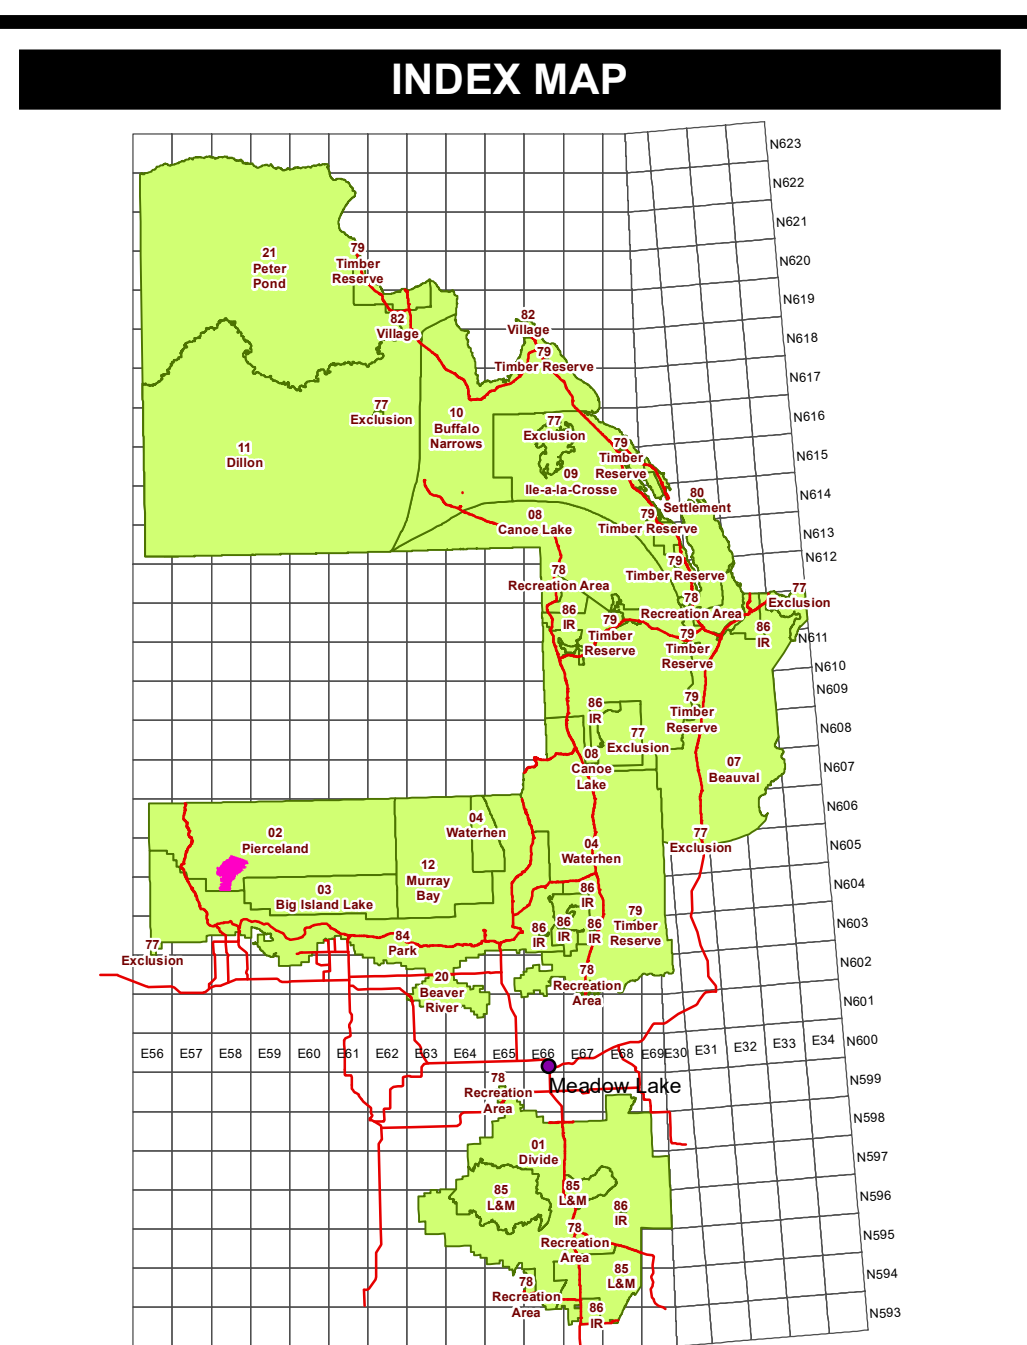 INDEX MAP
N623
N622
N621
N620
N619
N618
N617
N616
N615
N614
N613
N612
N611
N610
N609
N608
N607
N606
N605
N604
N603
N602
N601
N600
N599
N598
N597
N596
N595
N594
N593
21
Peter
Pond
79
Timber
Reserve
82
Village
82
Village
79
Timber Reserve
77
Exclusion
10
Buffalo
Narrows
77
Exclusion
11
Dillon
79
Timber
Reserve
09
Ile-a-la-Crosse
80
Settlement
08
Canoe Lake
79
Timber Reserve
79
Timber Reserve
78
Recreation Area
77
Exclusion
78
Recreation Area
86
IR
79
Timber
Reserve
79
Timber
Reserve
86
IR
86
IR
79
Timber
Reserve
77
Exclusion
08
Canoe
Lake
07
Beauval
02
Pierceland
04
Waterhen
77
Exclusion
04
Waterhen
12
Murray
Bay
03
Big Island Lake
86
IR
86
IR
86
IR
86
IR
79
Timber
Reserve
84
Park
77
Exclusion
20
Beaver
River
78
Recreation
Area
E56 E57 E58 E59 E60 E61 E62 E63 E64 E65 E66 E67 E68 E69 E30 E31 E32 E33 E34
Meadow Lake
78
Recreation
Area
01
Divide
85
L&M
85
L&M
86
IR
78
Recreation
Area
85
L&M
78
Recreation
Area
86
IR